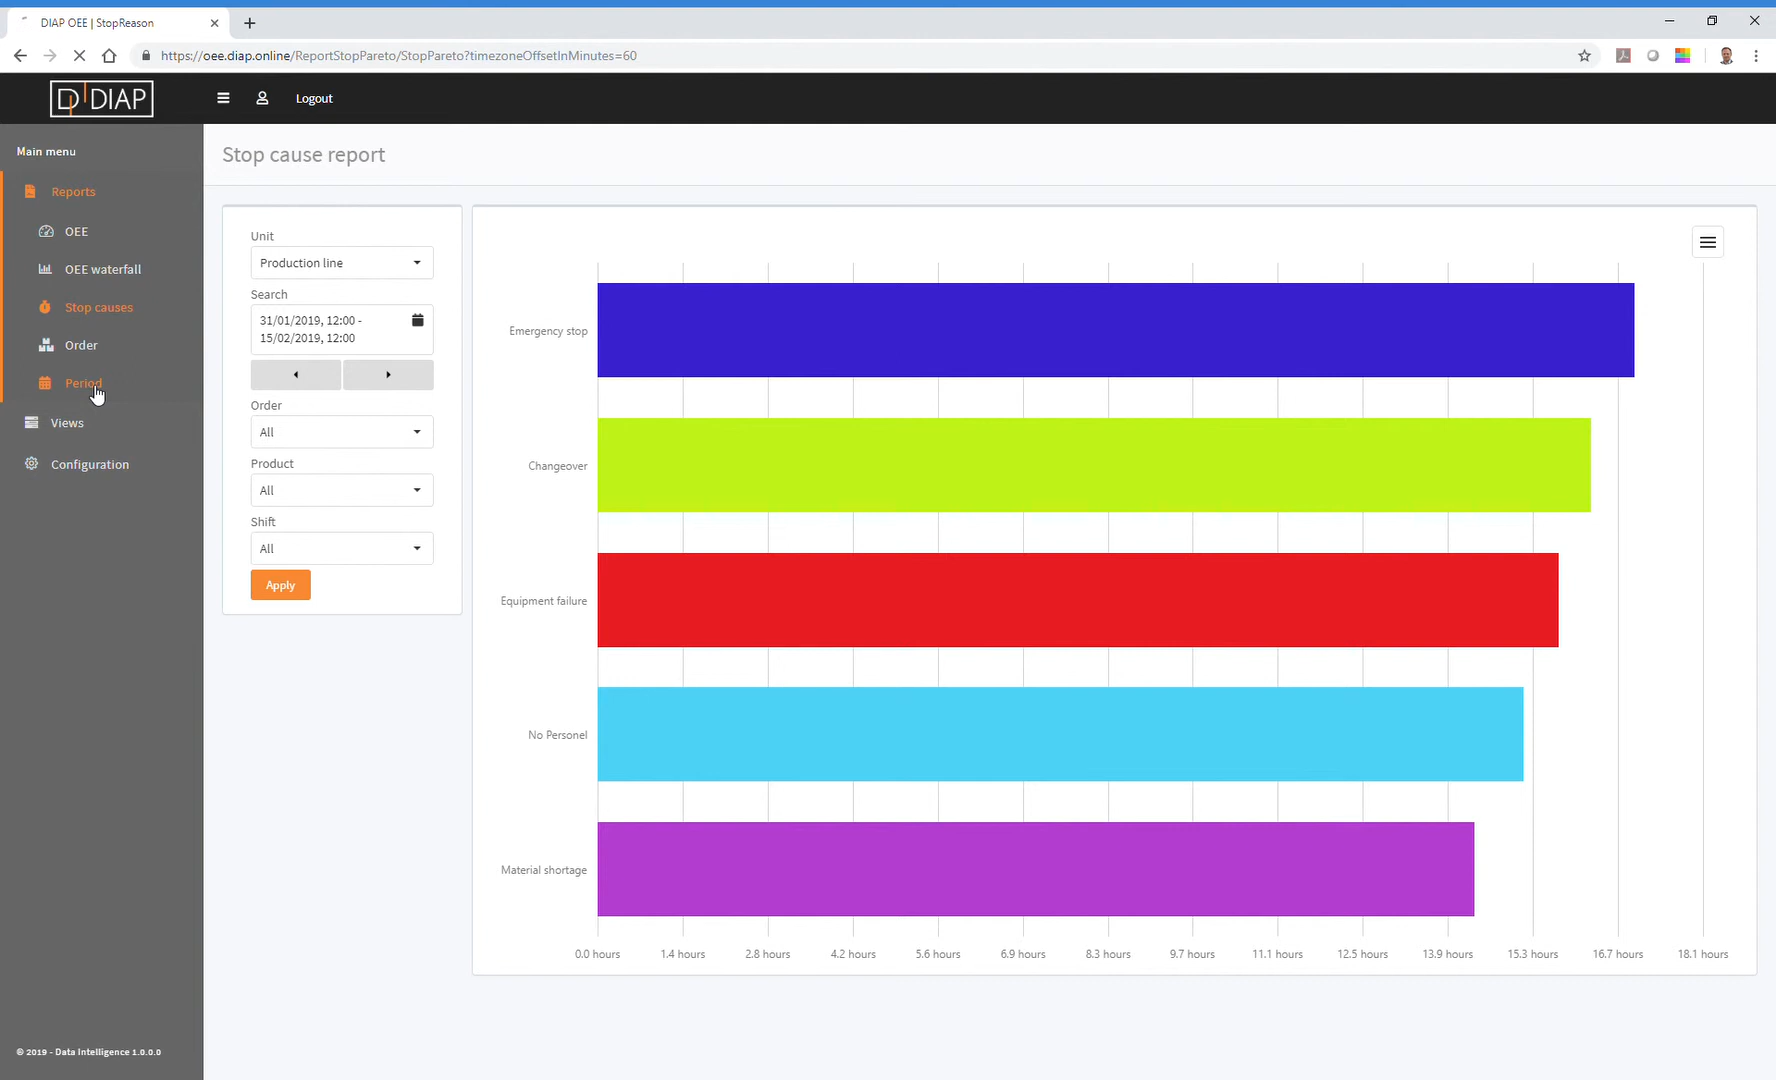 DIAP OEE | StopReason
https://oee.diap.online/ReportStopPareto/StopPareto?timezoneOffsetInMinutes=60
DIAP
Logout
Main menu
Reports
OEE
OEE waterfall
Stop causes
Order
Period
Views
Configuration
© 2019 - Data Intelligence 1.0.0.0
Stop cause report
Unit
Production line
Search
31/01/2019, 12:00 -
15/02/2019, 12:00
Order
All
Product
All
Shift
All
Apply
Emergency stop
Changeover
Equipment failure
No Personel
Material shortage
0.0 hours 1.4 hours 2.8 hours 4.2 hours 5.6 hours 6.9 hours 8.3 hours 9.7 hours 11.1 hours 12.5 hours 13.9 hours 15.3 hours 16.7 hours 18.1 hours